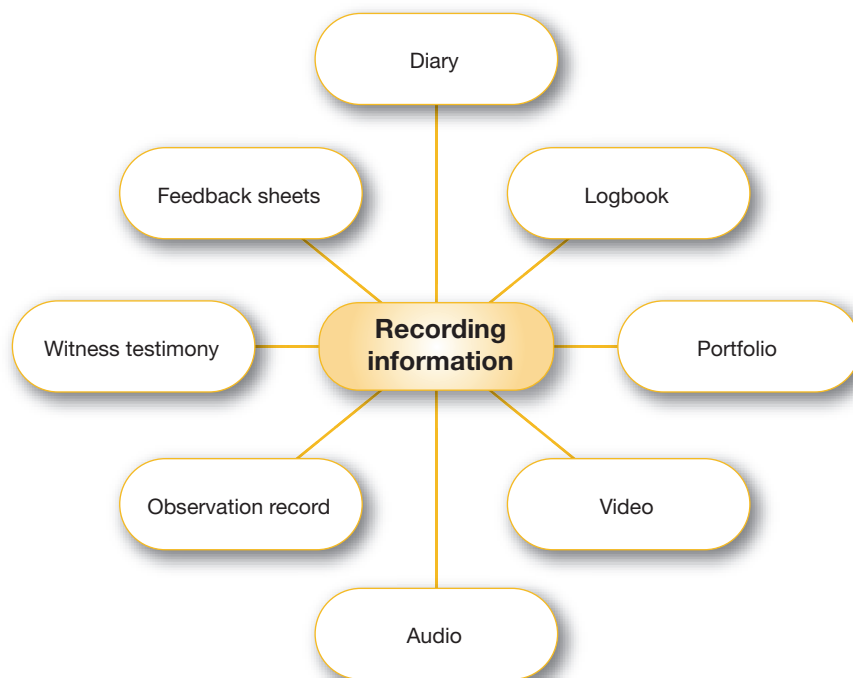 Diary
Feedback sheets
Logbook
Recording
information
Witness testimony
Portfolio
Observation record
Video
Audio